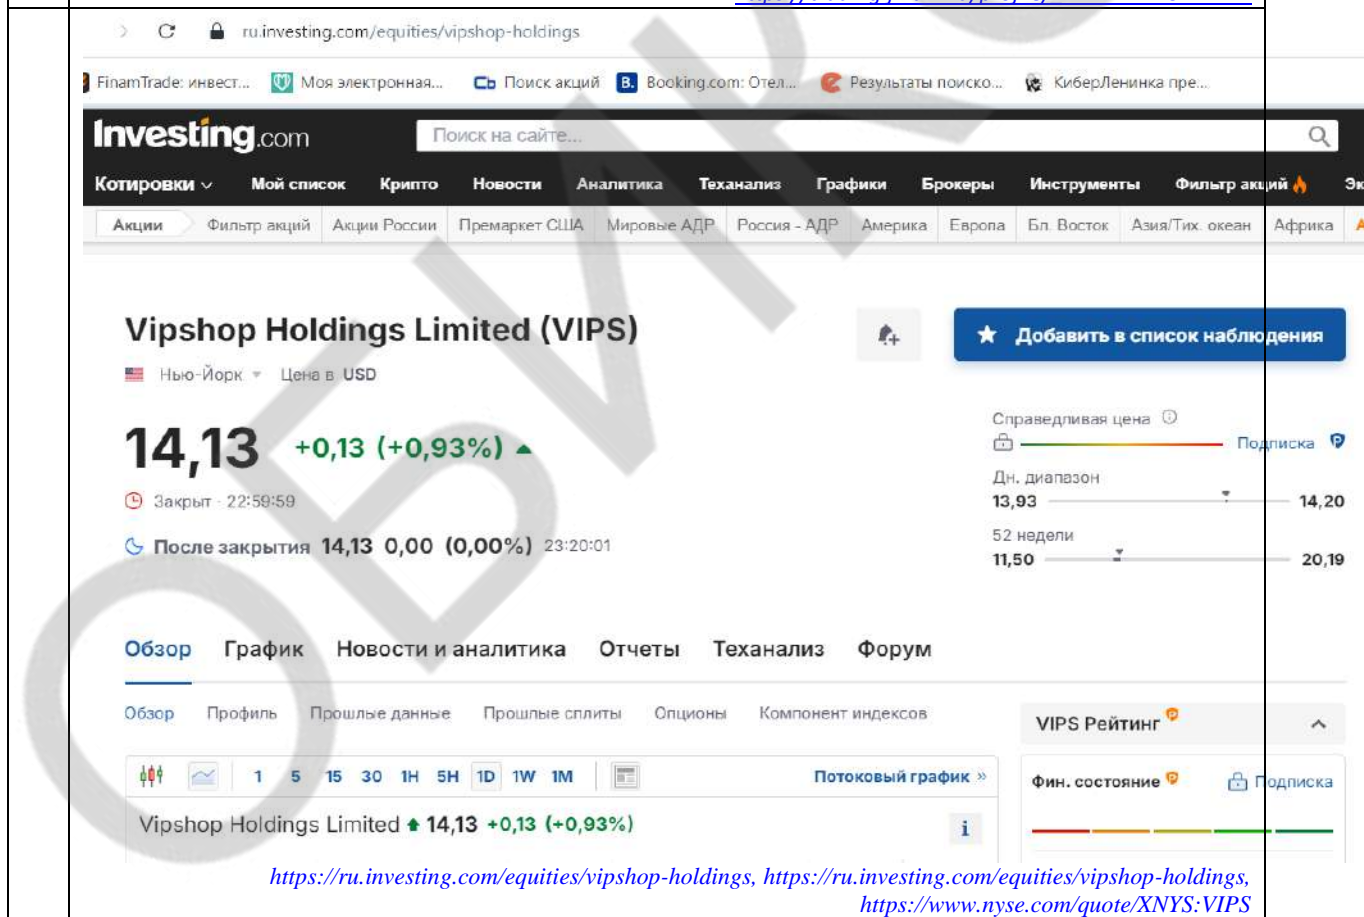 ru.investing.com/equities/vipshop-holdings
FinamTrade: инвест... Моя электронная... Сь Поиск акций B. Booking.com: Отел... Результаты поиско... КиберЛенинка пре...
Investing.com Поиск на сайте...
Котировки Мой список Крипто Новости Аналитика Теханализ Графики Брокеры Инструменты Фильтр акций Эк
Акции Фильтр акций Акции России Премаркет США Мировые АДР Россия - АДР Америка Европа Бл. Восток Азия/Тих. океан Африка
Vipshop Holdings Limited (VIPS)
Добавить в список наблюдения
Нью-Йорк Цена в USD
14,13 +0,13 (+0,93%)
Закрыт - 22:59:59
После закрытия 14,13 0,00 (0,00%) 23:20:01
Справедливая цена
Подписка
Дн. диапазон
13,93 14,20
52 недели
11,50 20,19
Обзор График Новости и аналитика Отчеты Теханализ Форум
Обзор Профиль Прошлые данные Прошлые сплиты Опционы Компонент индексов
1 5 15 30 1H 5H 1D 1W 1M Потоковый график »
Vipshop Holdings Limited 14,13 +0,13 (+0,93%) i
VIPS Рейтинг
Фин. состояние Подписка
https://ru.investing.com/equities/vipshop-holdings, https://ru.investing.com/equities/vipshop-holdings,
https://www.nyse.com/quote/XNYS:VIPS